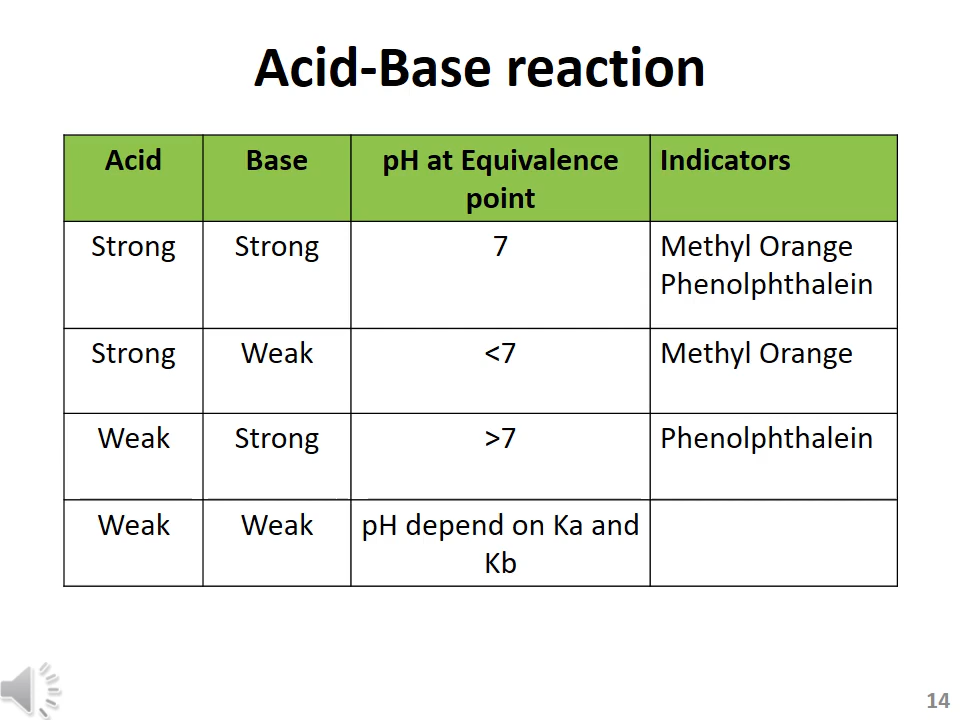 Acid-Base reaction
Acid Base pH at Equivalence point Indicators
Strong Strong 7 Methyl Orange
Phenolphthalein
Strong Weak <7 Methyl Orange
Weak Strong >7 Phenolphthalein
Weak Weak pH depend on Ka and
Kb
14